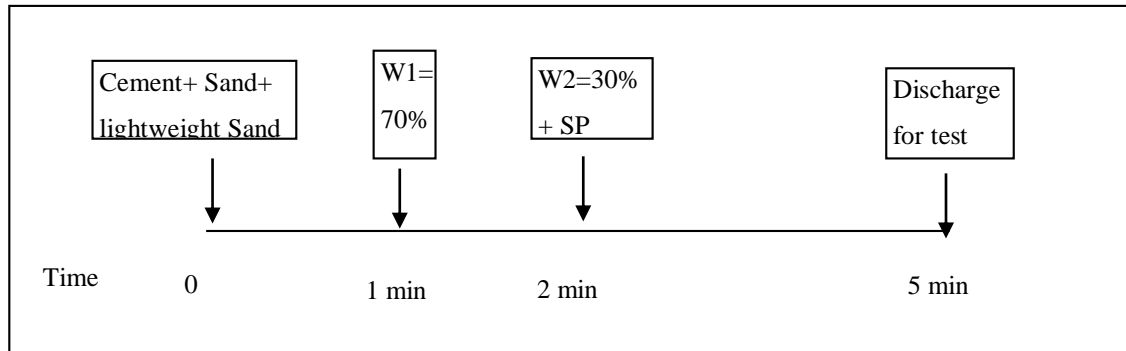 Cement+ Sand+
lightweight Sand
W1=
70%
W2=30%
+ SP
Discharge
for test
Time
0
1 min
2 min
5 min